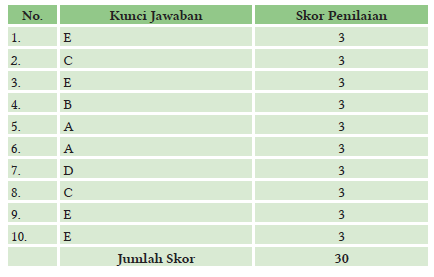 No. Kunci Jawaban Skor Penilaian
1. E 3
2. C 3
3. E 3
4. B 3
5. A 3
6. A 3
7. D 3
8. C 3
9. E 3
10. E 3
Jumlah Skor 30